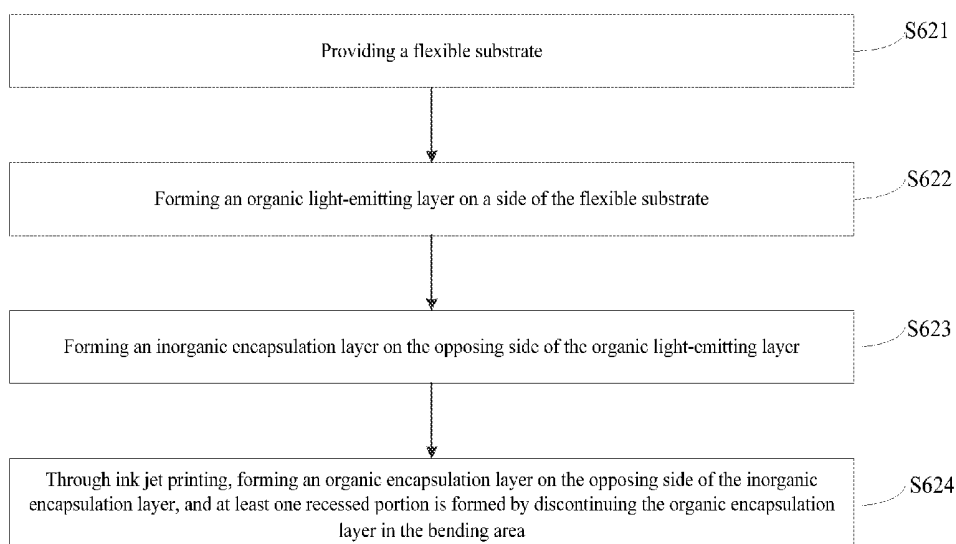 Providing a flexible substrate
S621
Forming an organic light-emitting layer on a side of the flexible substrate
S622
Forming an inorganic encapsulation layer on the opposing side of the organic light-emitting layer
S623
Through ink jet printing, forming an organic encapsulation layer on the opposing side of the inorganic
encapsulation layer, and at least one recessed portion is formed by discontinuing the organic encapsulation
layer in the bending area
S624